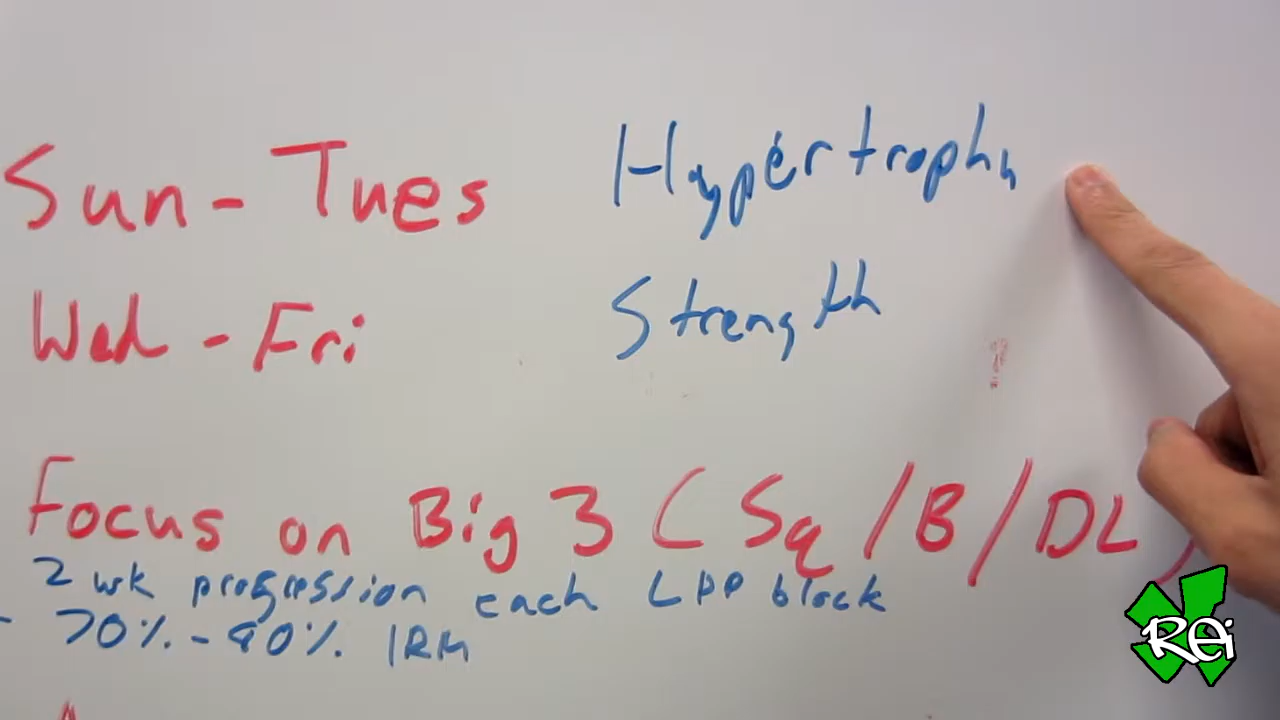 Sun - Tues Hypertrophy
Wed - Fri Strength
Focus on Big 3 ( Sq / B / DL )
2 wk progression each LPP block
- 70% - 90% 1RM
REi